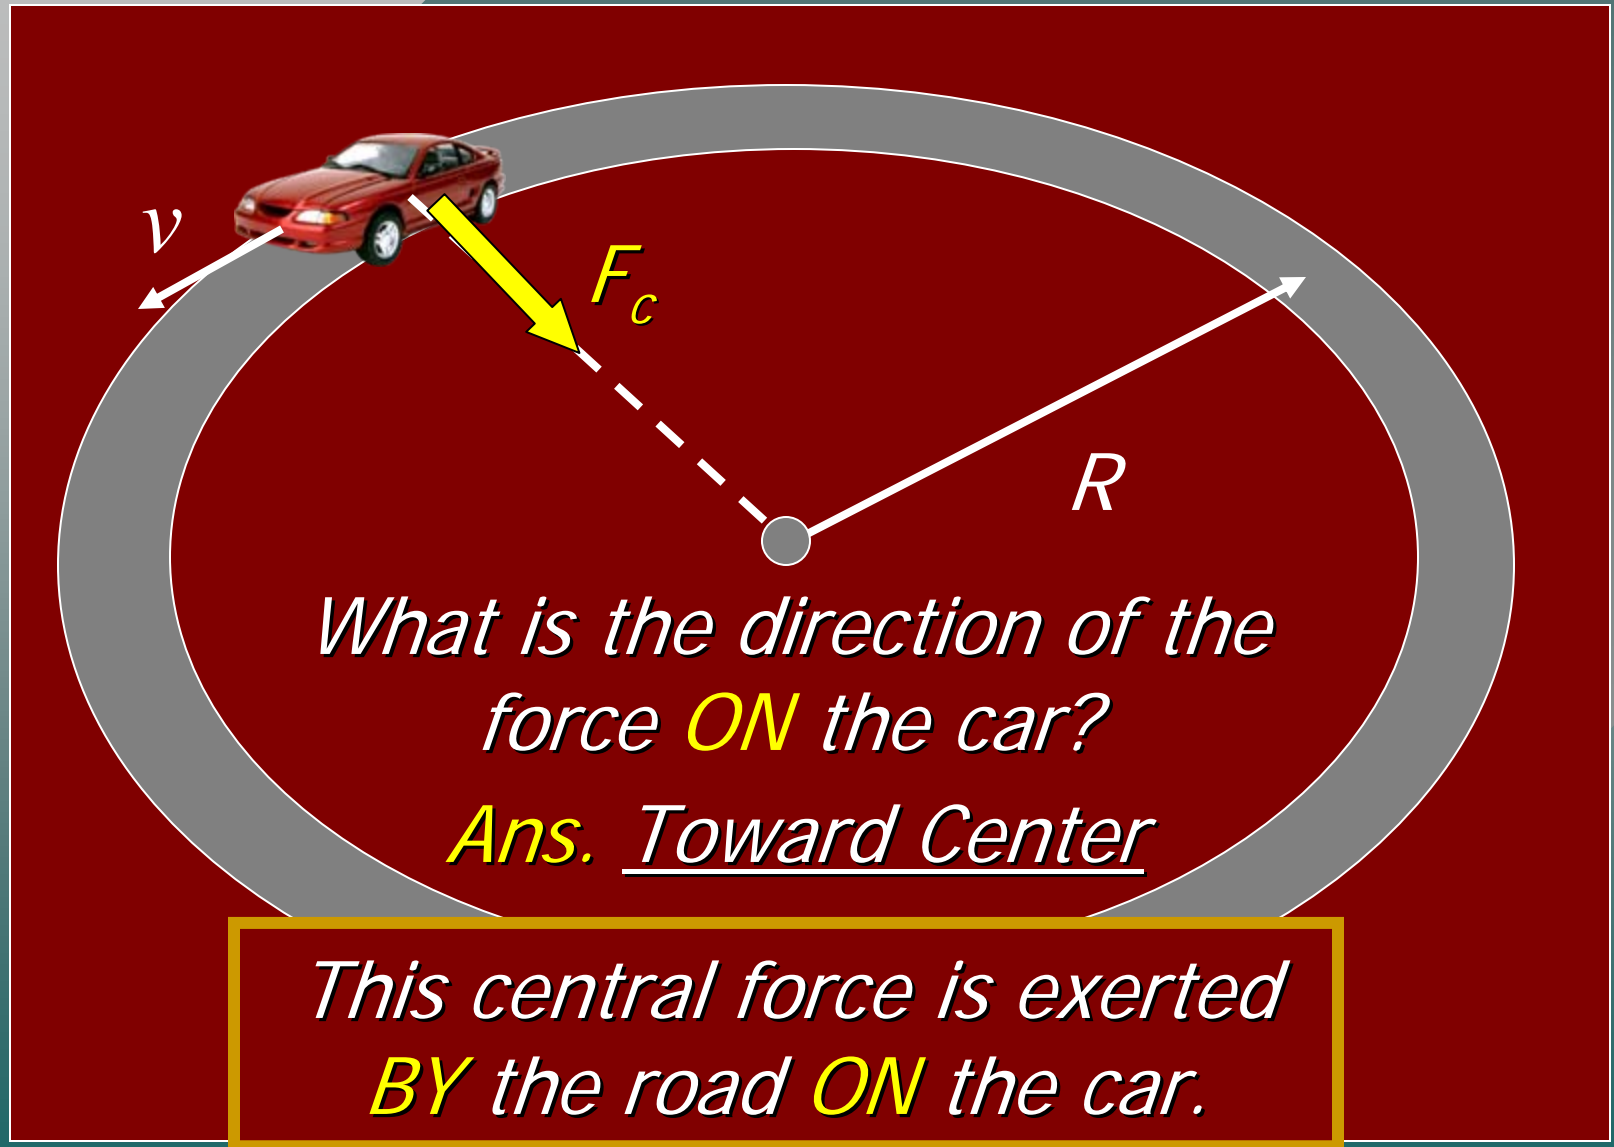 v
Fc
R
What is the direction of the
force ON the car?
Ans. Toward Center
This central force is exerted
BY the road ON the car.